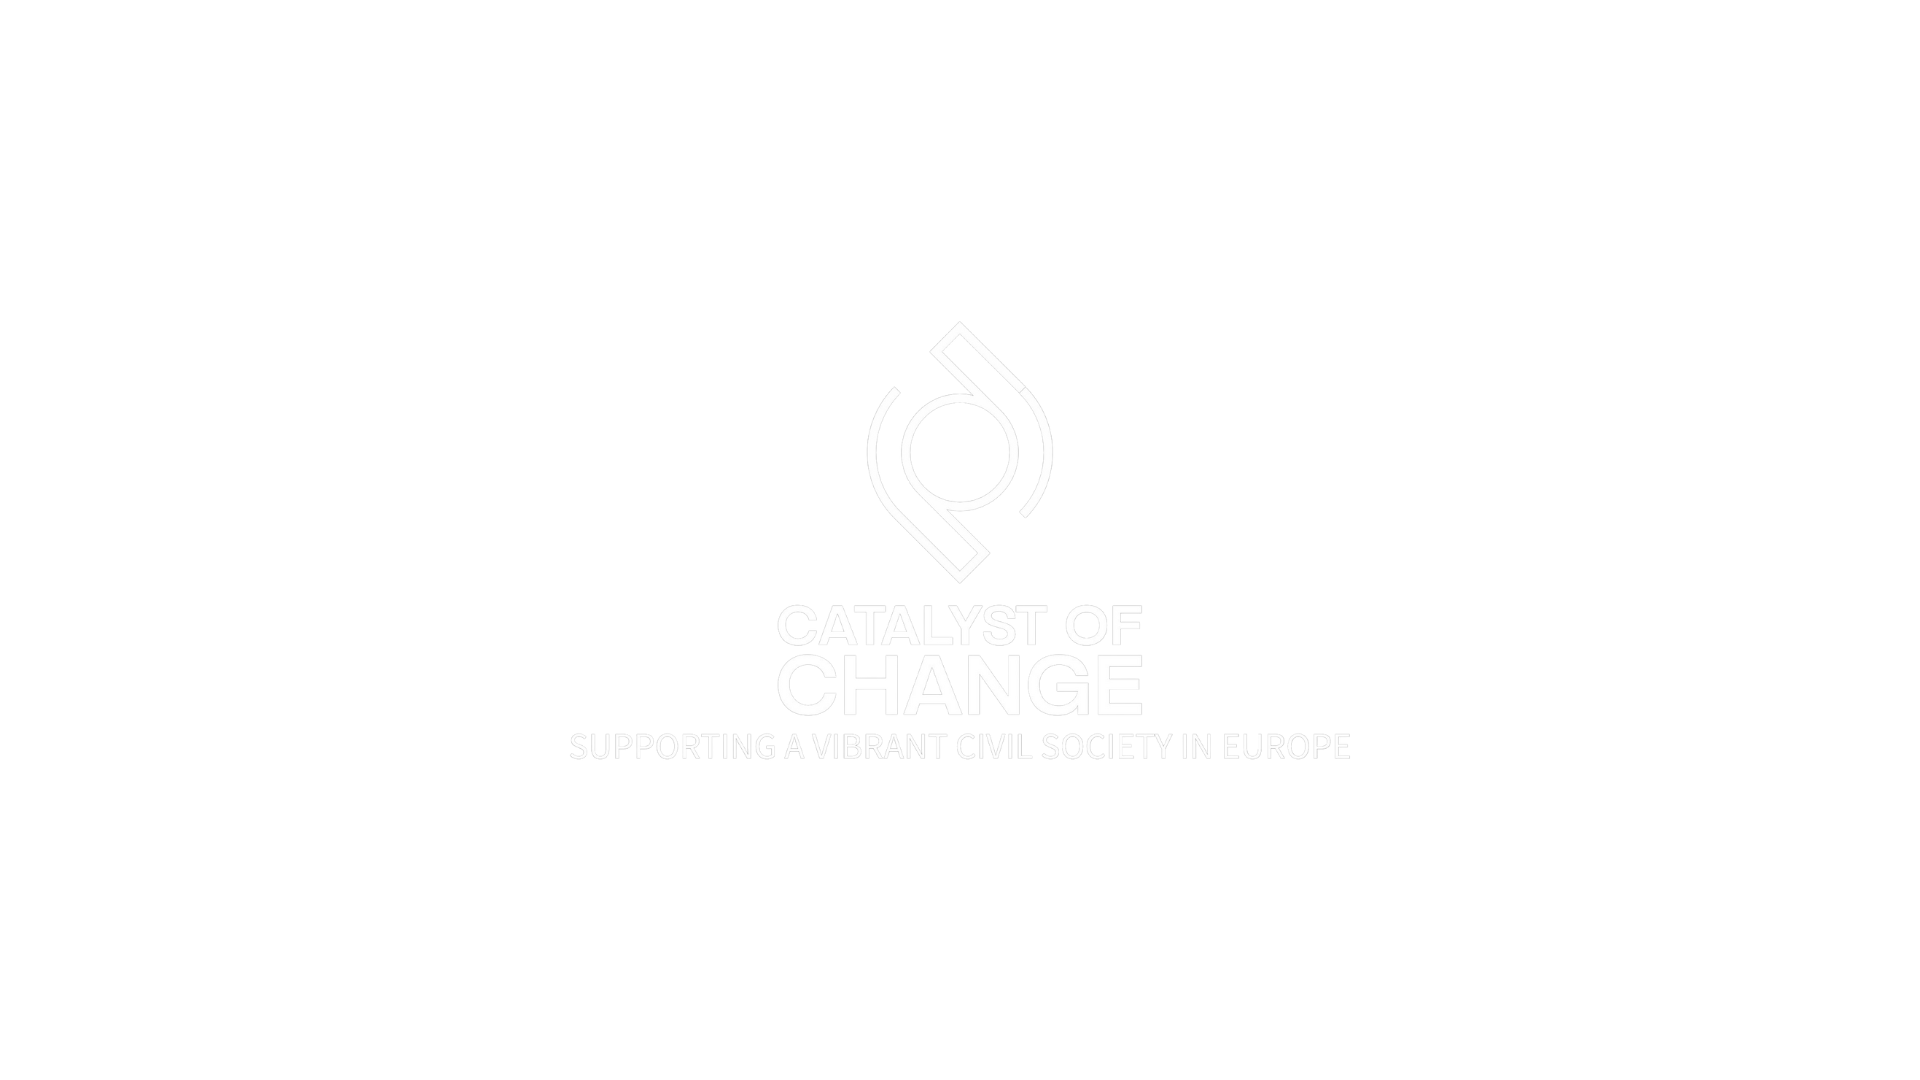 CATALYST OF
CHANGE
SUPPORTING A VIBRANT CIVIL SOCIETY IN EUROPE